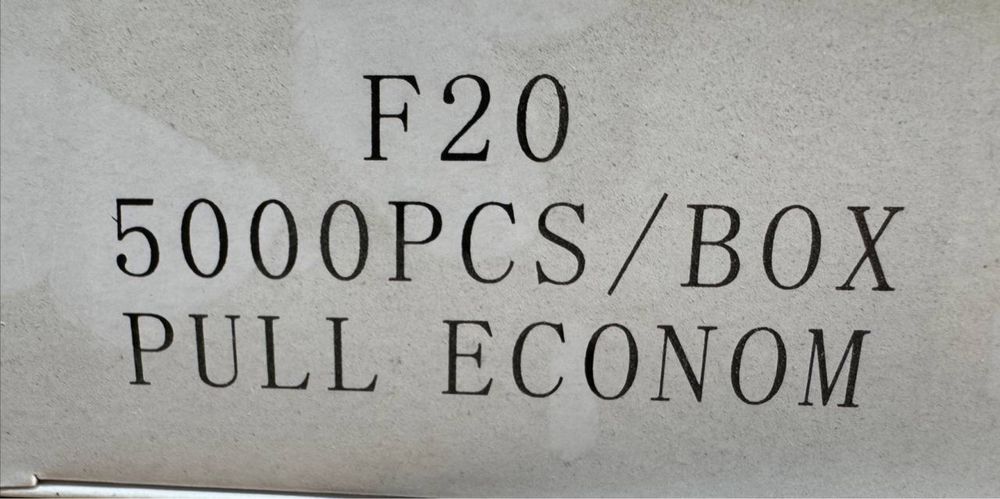 F20
5000PCS/BOX
PULL ECONOM